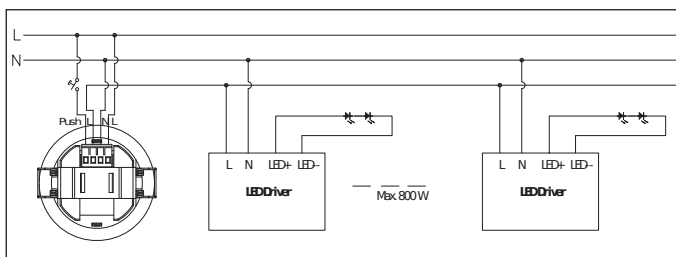 L
N
Push L' N L
L N LED+ LED-
LED Driver
Max. 800 W
L N LED+ LED-
LED Driver